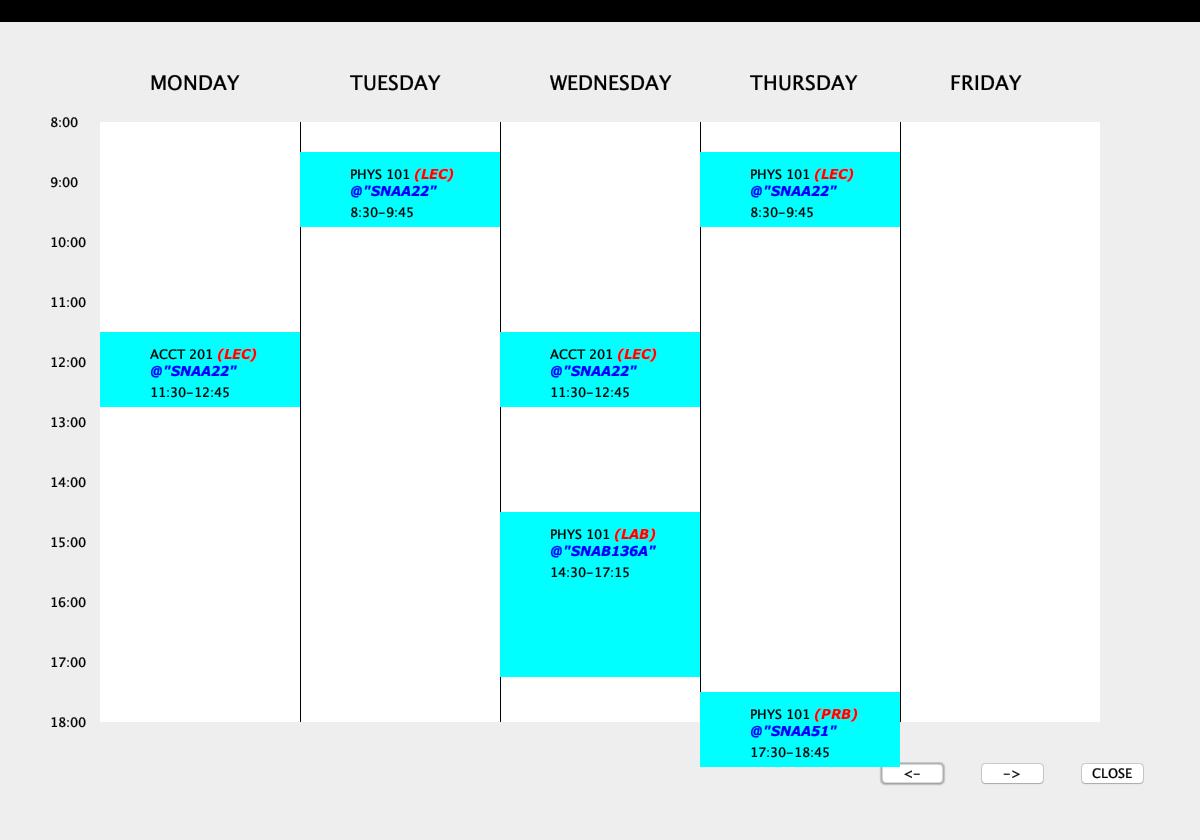 MONDAY TUESDAY WEDNESDAY THURSDAY FRIDAY
8:00
PHYS 101 (LEC)
@"SNAA22"
8:30-9:45
PHYS 101 (LEC)
@"SNAA22"
8:30-9:45
9:00
10:00
11:00
ACCT 201 (LEC)
@"SNAA22"
11:30-12:45
ACCT 201 (LEC)
@"SNAA22"
11:30-12:45
12:00
13:00
14:00
PHYS 101 (LAB)
@"SNAB136A"
14:30-17:15
15:00
16:00
17:00
PHYS 101 (PRB)
@"SNAA51"
17:30-18:45
18:00
<- -> CLOSE